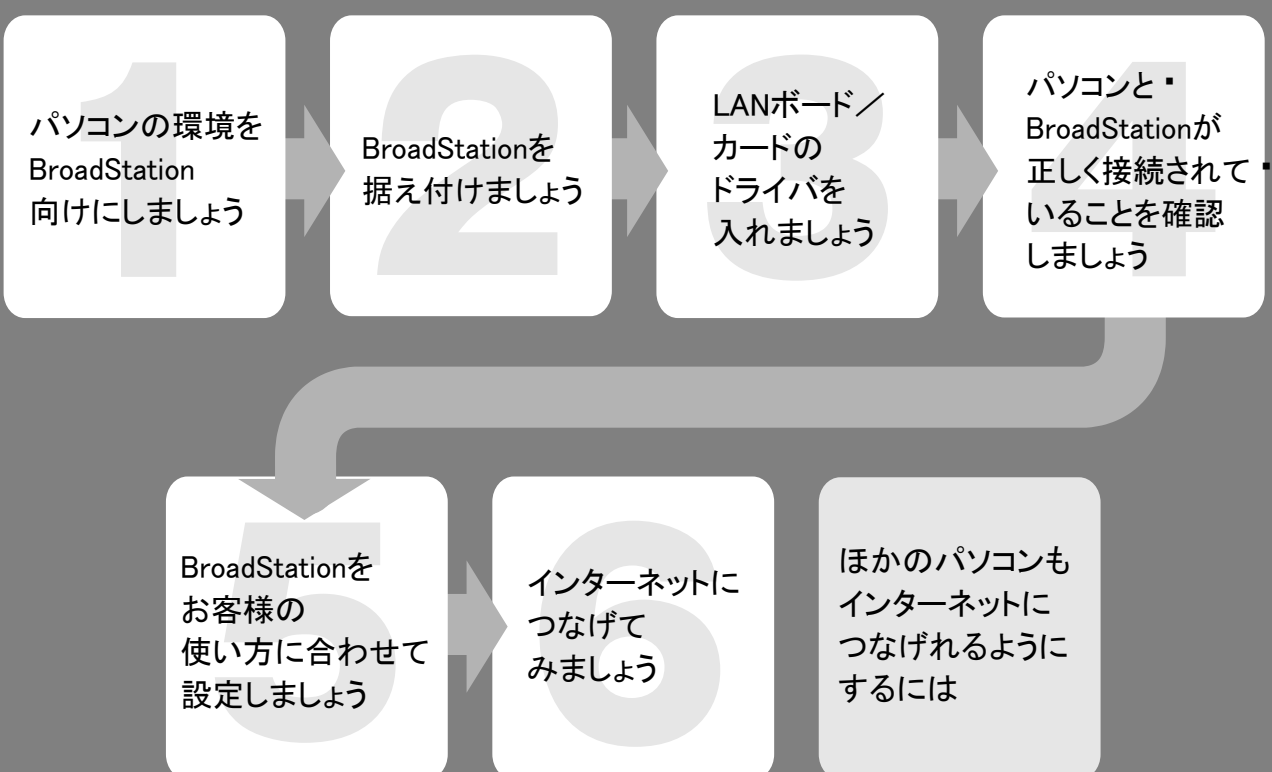 1
パソコンの環境を
BroadStation
向けにしましょう
2
BroadStationを
据え付けましょう
3
LANボード／
カードの
ドライバを
入れましょう
4
パソコンと
BroadStationが
正しく接続されて
いることを確認
しましょう
5
BroadStationを
お客様の
使い方に合わせて
設定しましょう
6
インターネットに
つなげて
みましょう
ほかのパソコンも
インターネットに
つなげれるように
するには